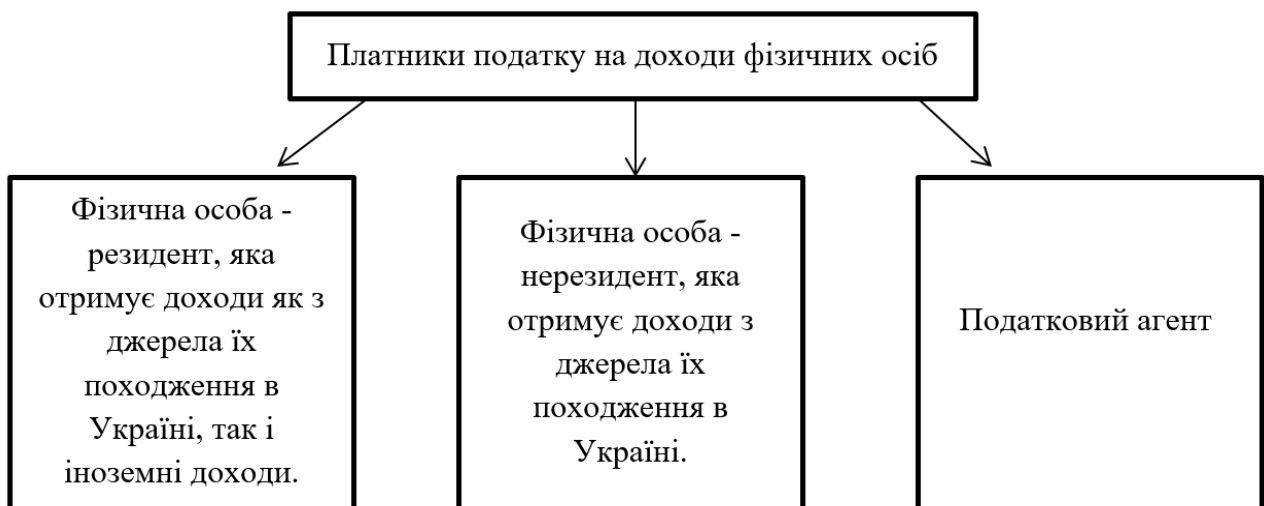 Платники податку на доходи фізичних осіб
Фізична особа -
резидент, яка
отримує доходи як з
джерела їх
походження в
Україні, так і
іноземні доходи.
Фізична особа -
нерезидент, яка
отримує доходи з
джерела їх
походження в
Україні.
Податковий агент